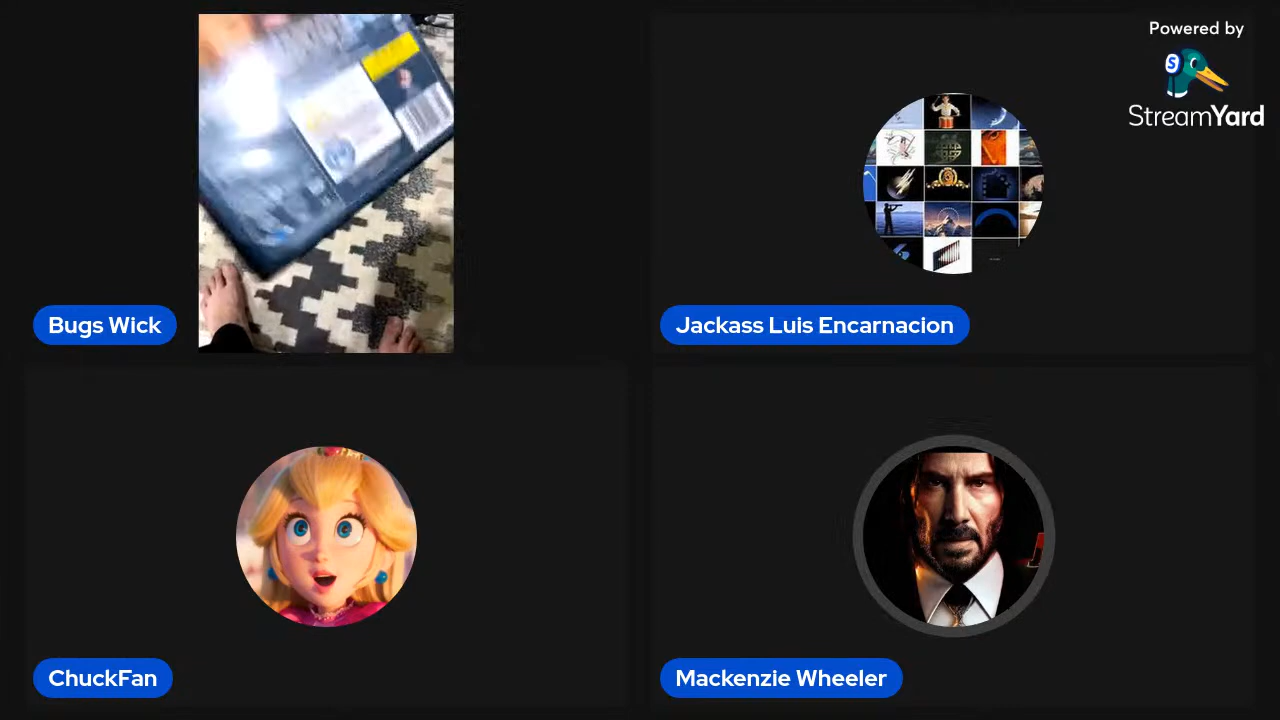 Powered by
StreamYard
S
Bugs Wick
Jackass Luis Encarnacion
ChuckFan
Mackenzie Wheeler